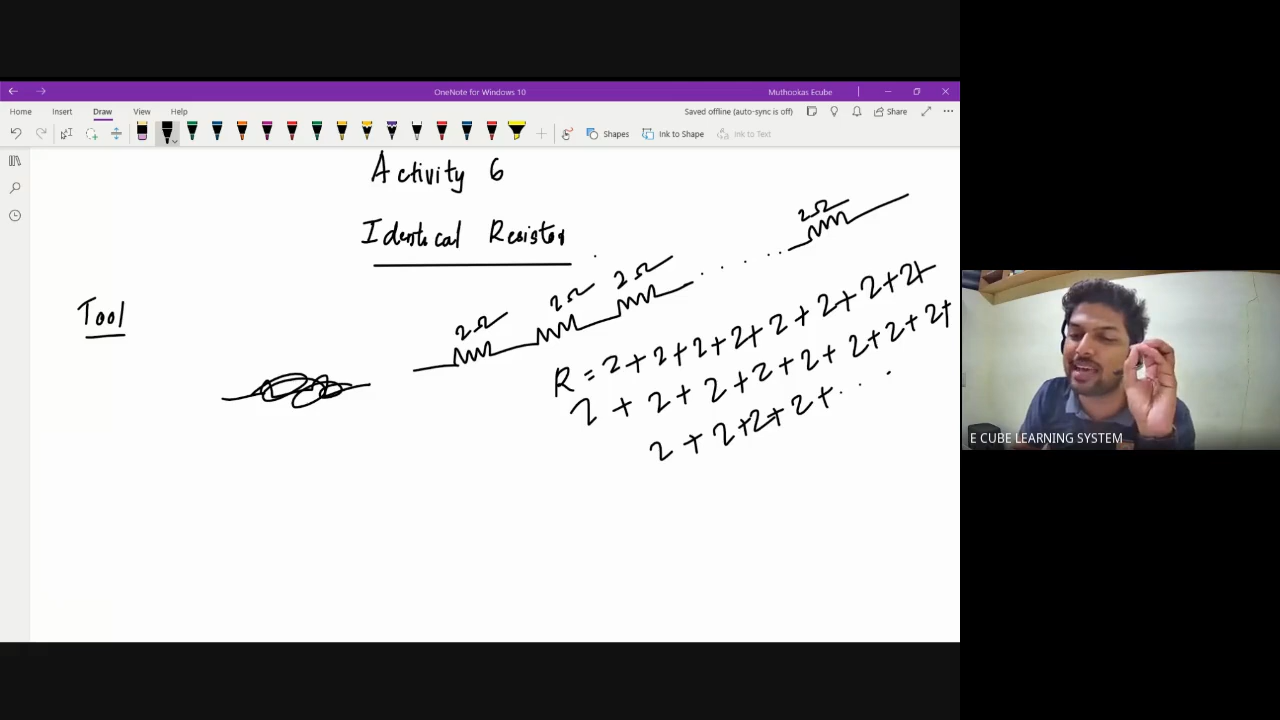 OneNote for Windows 10
Muthookas Ecube
Home Insert Draw View Help
Saved offline (auto-sync is off)
Share
Shapes
Ink to Shape
Ink to Text
Activity 6
Identical Resistor
Tool
2Ω 2Ω 2Ω ..... 2Ω
R = 2+2+2+2+2+2+2+2+
2+2+2+2+2+2+2+2+
2+2+2+2+...
E CUBE LEARNING SYSTEM